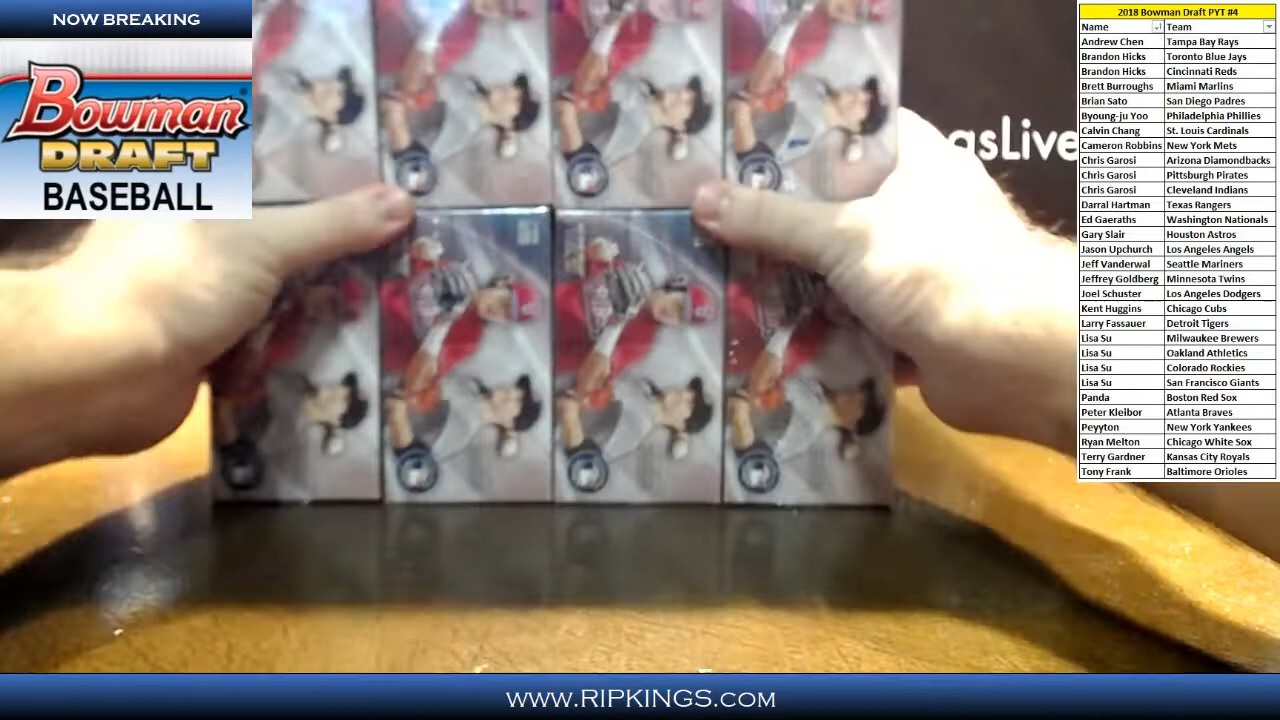 NOW BREAKING
Bowman
DRAFT
BASEBALL
gsLive
2018 Bowman Draft PYT #4
Name Team
Andrew Chen Tampa Bay Rays
Brandon Hicks Toronto Blue Jays
Brandon Hicks Cincinnati Reds
Brett Burroughs Miami Marlins
Brian Sato San Diego Padres
Byoung-ju Yoo Philadelphia Phillies
Calvin Chang St. Louis Cardinals
Cameron Robbins New York Mets
Chris Garosi Arizona Diamondbacks
Chris Garosi Pittsburgh Pirates
Chris Garosi Cleveland Indians
Darral Hartman Texas Rangers
Ed Gaeraths Washington Nationals
Gary Slair Houston Astros
Jason Upchurch Los Angeles Angels
Jeff Vanderwal Seattle Mariners
Jeffrey Goldberg Minnesota Twins
Joel Schuster Los Angeles Dodgers
Kent Huggins Chicago Cubs
Larry Fassauer Detroit Tigers
Lisa Su Milwaukee Brewers
Lisa Su Oakland Athletics
Lisa Su Colorado Rockies
Lisa Su San Francisco Giants
Panda Boston Red Sox
Peter Kleibor Atlanta Braves
Peyyton New York Yankees
Ryan Melton Chicago White Sox
Terry Gardner Kansas City Royals
Tony Frank Baltimore Orioles
WWW.RIPKINGS.COM